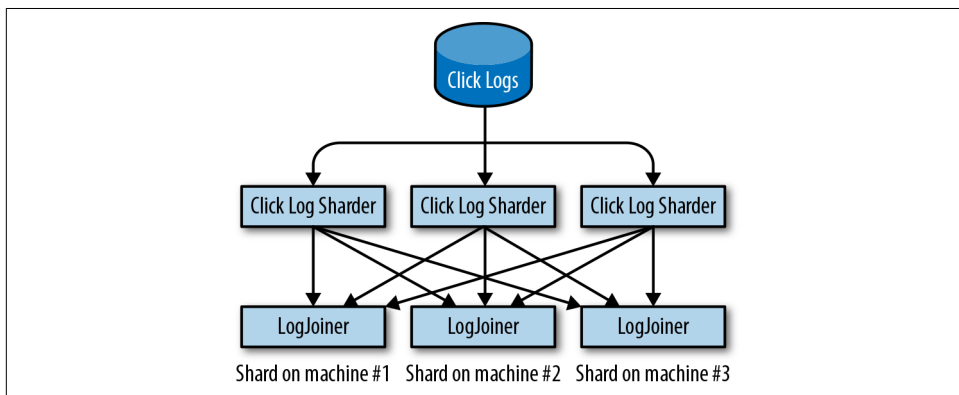 Click Logs
Click Log Sharder
Click Log Sharder
Click Log Sharder
LogJoiner
LogJoiner
LogJoiner
Shard on machine #1
Shard on machine #2
Shard on machine #3